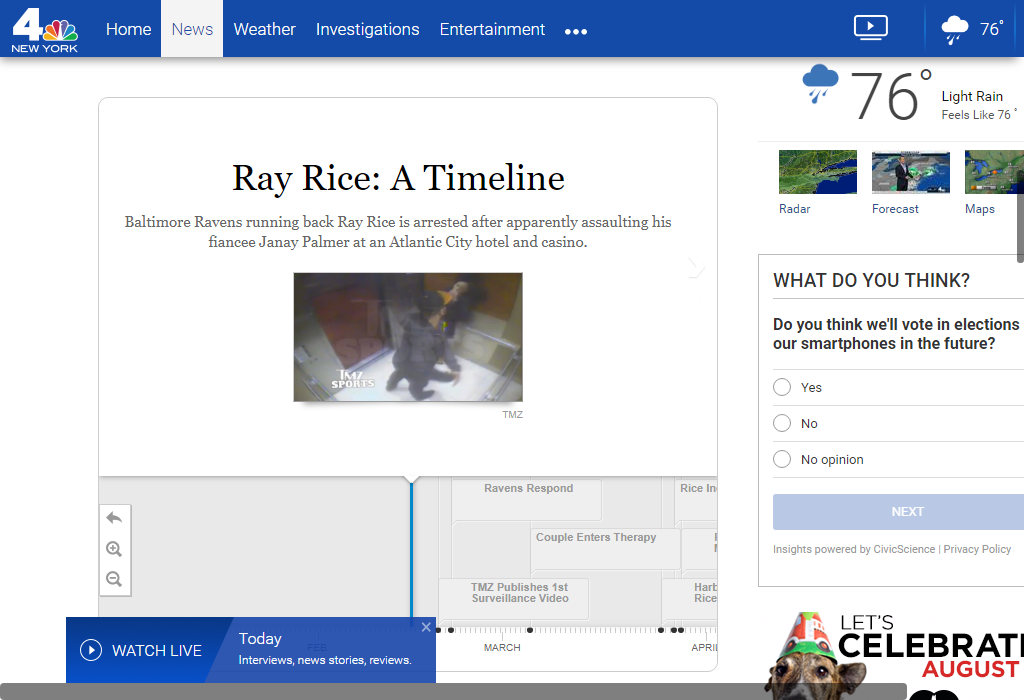 4
NEW YORK
Home
News
Weather
Investigations
Entertainment
76°
76°
Light Rain
Feels Like 76 °
Radar
Forecast
Maps
Ray Rice: A Timeline
Baltimore Ravens running back Ray Rice is arrested after apparently assaulting his
fiancee Janay Palmer at an Atlantic City hotel and casino.
TMZ
SPORTS
TMZ
WHAT DO YOU THINK?
Do you think we'll vote in elections
our smartphones in the future?
Yes
No
No opinion
NEXT
Insights powered by CivicScience | Privacy Policy
Ravens Respond
Rice In
Couple Enters Therapy
TMZ Publishes 1st
Surveillance Video
Harb
Rice
FEB
MARCH
APRIL
WATCH LIVE
Today
Interviews, news stories, reviews.
LET'S
CELEBRAT
AUGUST